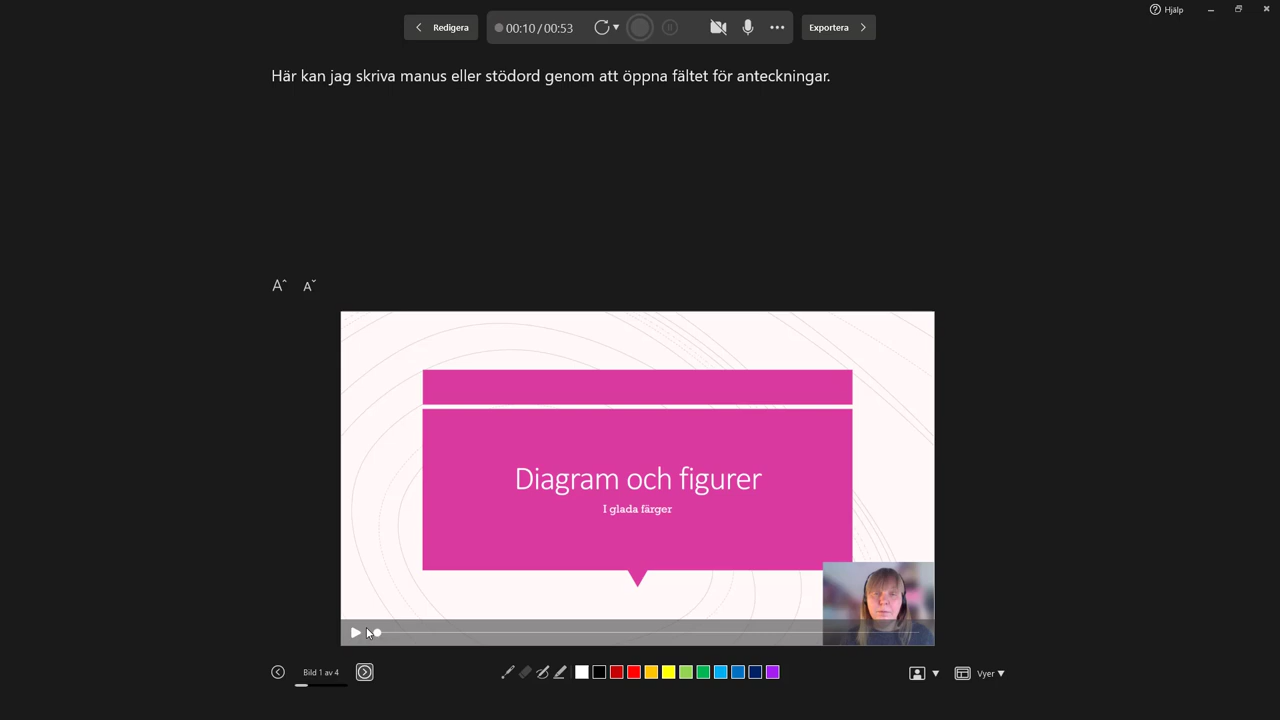 Hjälp
Redigera
00:10 / 00:53
Exportera
Här kan jag skriva manus eller stödord genom att öppna fältet för anteckningar.
A A
Diagram och figurer
I glada färger
Bild 1 av 4
Vyer